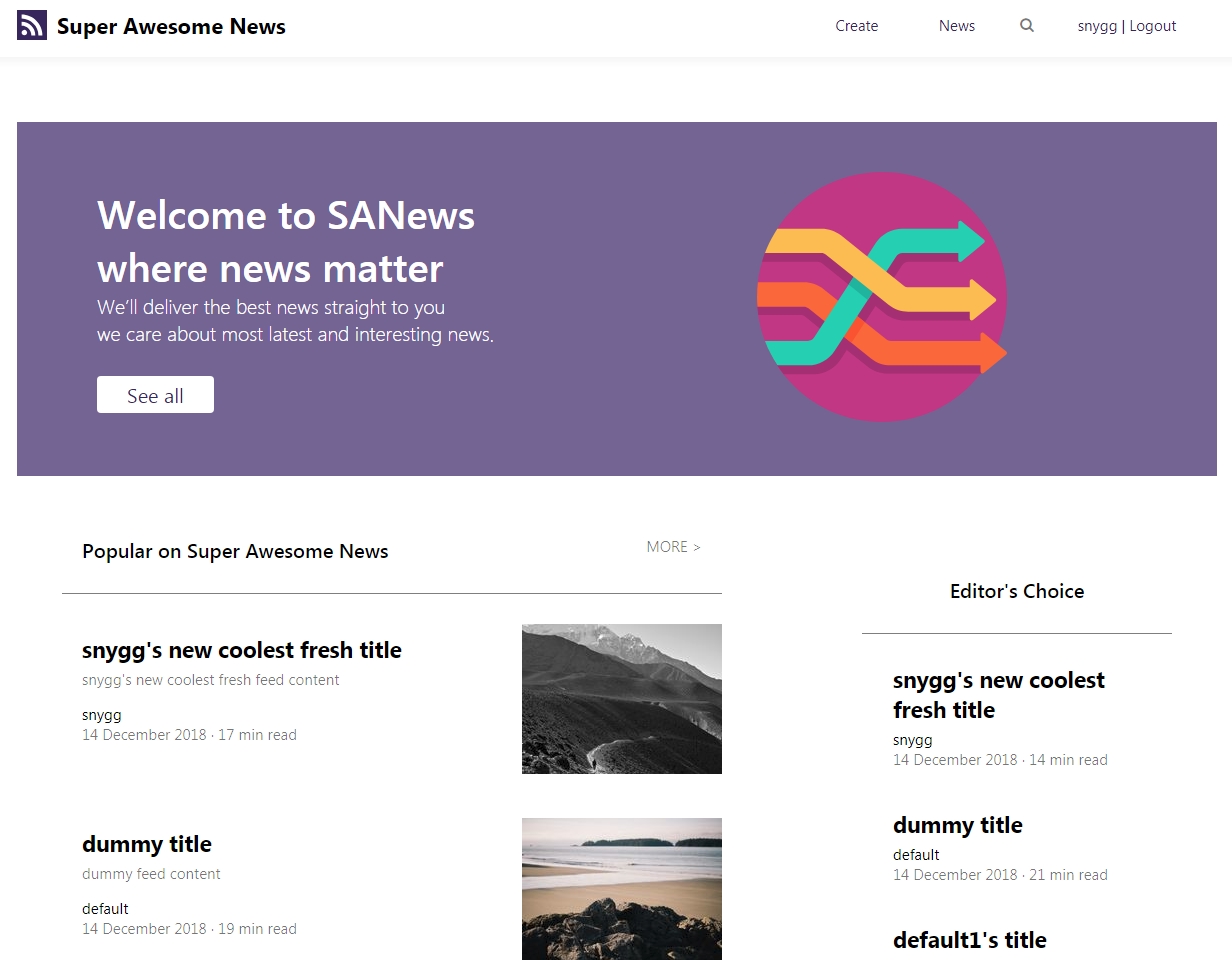 Super Awesome News
Create
News
snygg | Logout
Welcome to SANews
where news matter
We'll deliver the best news straight to you
we care about most latest and interesting news.
See all
Popular on Super Awesome News
MORE >
snygg's new coolest fresh title
snygg's new coolest fresh feed content
snygg
14 December 2018 · 17 min read
dummy title
dummy feed content
default
14 December 2018 · 19 min read
Editor's Choice
snygg's new coolest
fresh title
snygg
14 December 2018 · 14 min read
dummy title
default
14 December 2018 · 21 min read
default1's title